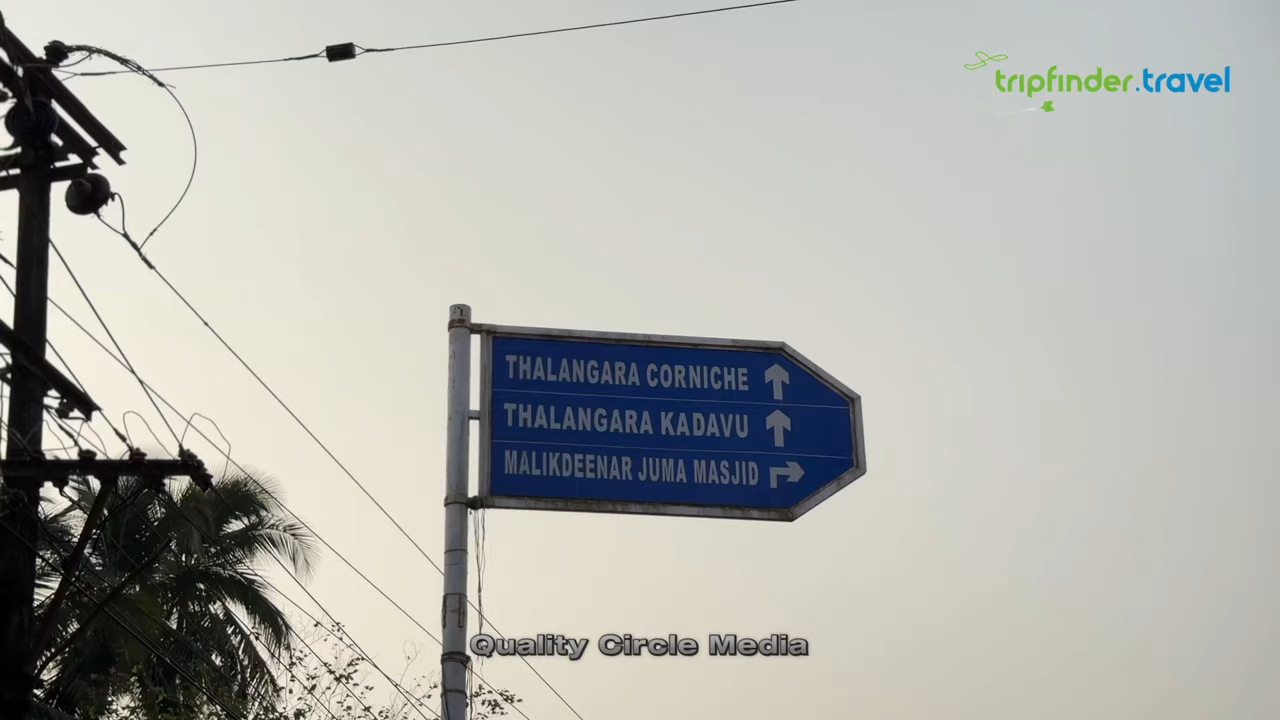 tripfinder.travel
THALANGARA CORNICHE
THALANGARA KADAVU
MALIKDEENAR JUMA MASJID
Quality Circle Media